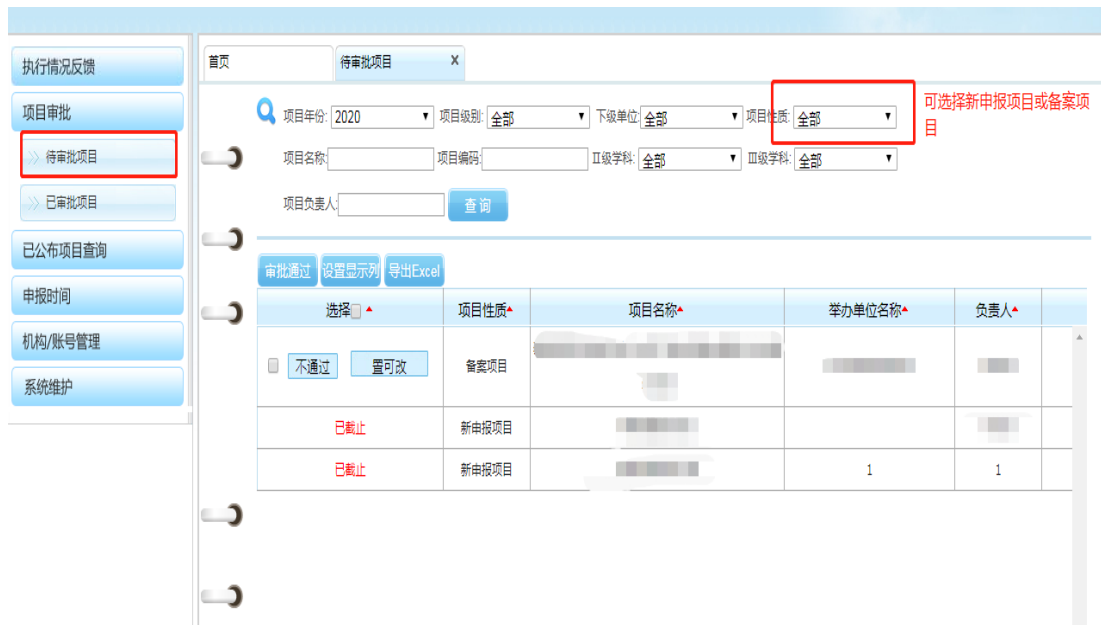 执行情况反馈
项目审批
待审批项目
已审批项目
已公布项目查询
申报时间
机构/账号管理
系统维护
首页 待审批项目 X
项目年份: 2020 项目级别: 全部 下级单位: 全部 项目性质: 全部
可选择新申报项目或备案项
目
项目名称: 项目编码: II级学科: 全部 III级学科: 全部
项目负责人: 查询
审批通过 设置显示列 导出Excel
选择 项目性质 项目名称 举办单位名称 负责人
不通过 置可改 备案项目
已截止 新申报项目
已截止 新申报项目 1 1